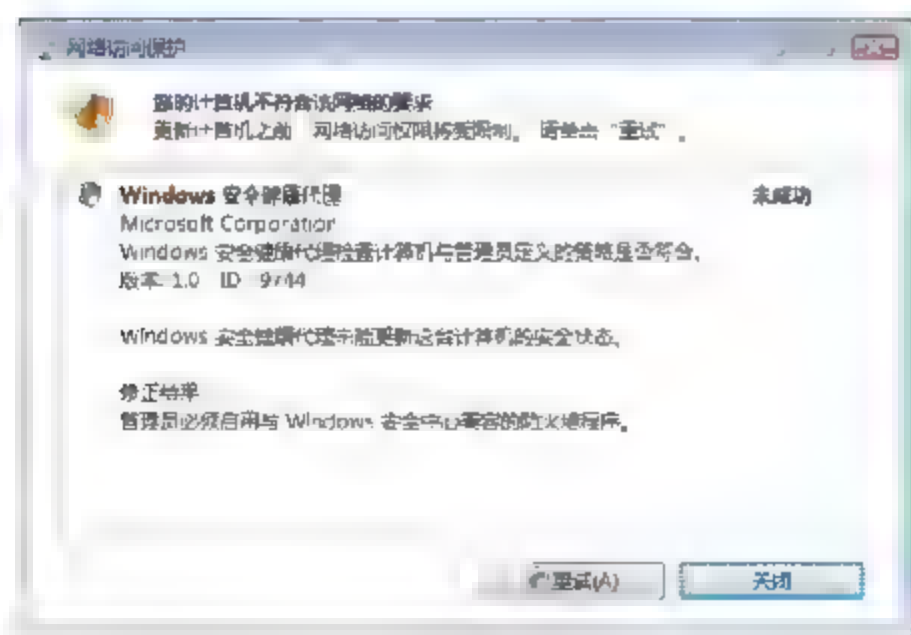 网络访问保护
您的计算机不符合该网络的要求
更新计算机之前 网络访问权限将受限制。 请单击 "重试" 。
Windows 安全健康代理
未成功
Microsoft Corporation
Windows 安全健康代理检查计算机与管理员定义的策略是否符合。
版本 1.0 ID 9744
Windows 安全健康代理未能更新这台计算机的安全状态。
修正结果
管理员必须启用与 Windows 安全中心兼容的防火墙程序。
重试(A)
关闭